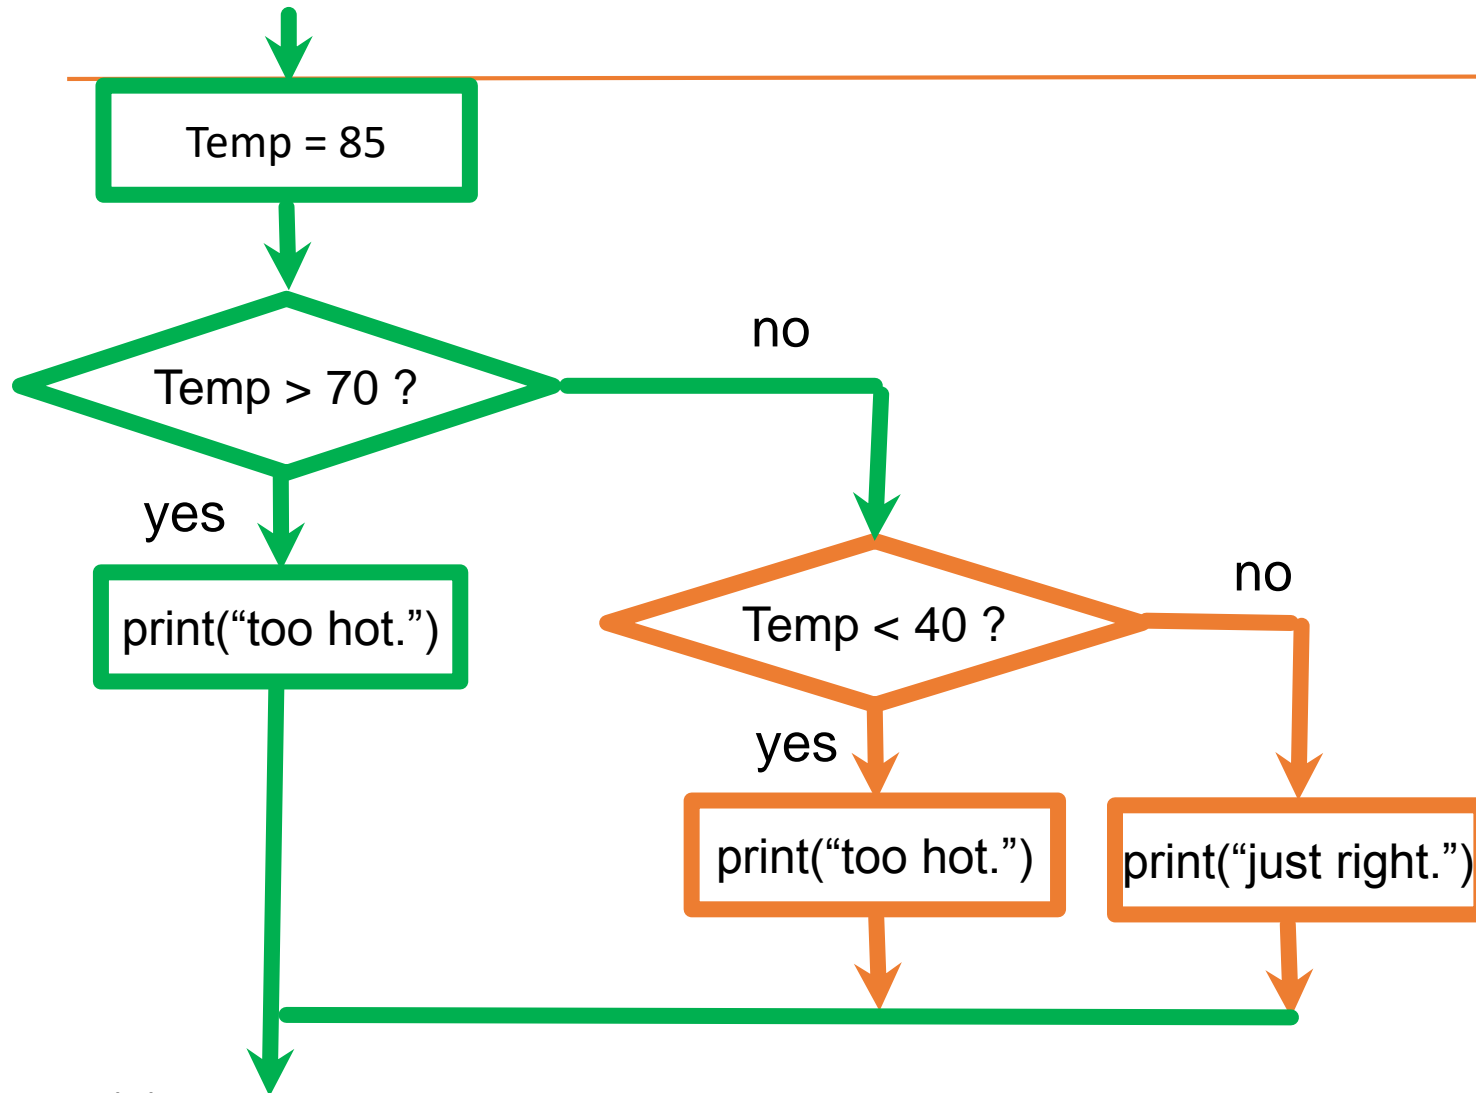 Temp = 85
no
Temp > 70 ?
yes
no
print(“too hot.”)
Temp < 40 ?
yes
print(“too hot.”)
print(“just right.”)